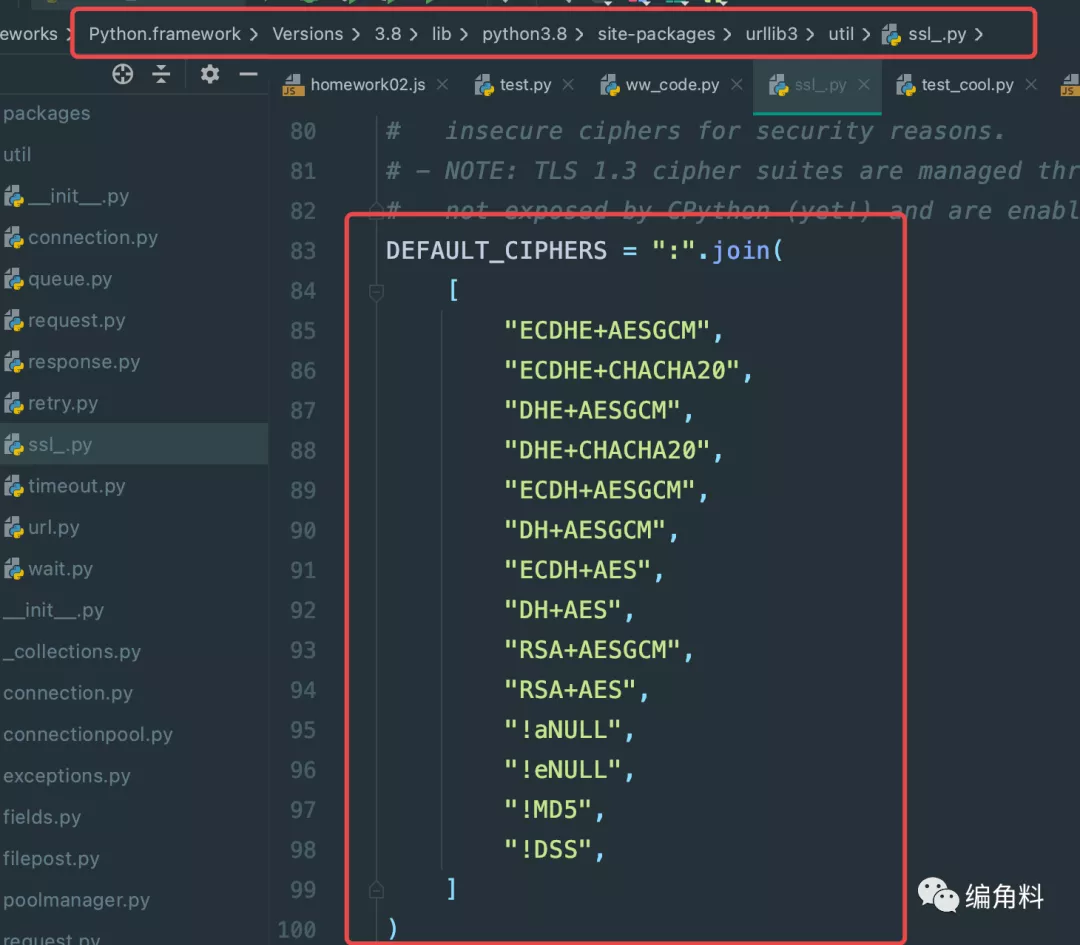 eworks > Python.framework > Versions > 3.8 > lib > python3.8 > site-packages > urllib3 > util > ssl_.py >
homework02.js test.py ww_code.py ssl_.py test_cool.py
packages
util
__init__.py
connection.py
queue.py
request.py
response.py
retry.py
ssl_.py
timeout.py
url.py
wait.py
__init__.py
_collections.py
connection.py
connectionpool.py
exceptions.py
fields.py
filepost.py
poolmanager.py
request.py
80 #   insecure ciphers for security reasons.
81 # - NOTE: TLS 1.3 cipher suites are managed thr
82 #   not exposed by CPython (yet!) and are enabl
83 DEFAULT_CIPHERS = ":".join(
84     [
85         "ECDHE+AESGCM",
86         "ECDHE+CHACHA20",
87         "DHE+AESGCM",
88         "DHE+CHACHA20",
89         "ECDH+AESGCM",
90         "DH+AESGCM",
91         "ECDH+AES",
92         "DH+AES",
93         "RSA+AESGCM",
94         "RSA+AES",
95         "!aNULL",
96         "!eNULL",
97         "!MD5",
98         "!DSS",
99     ]
100 )
编角料